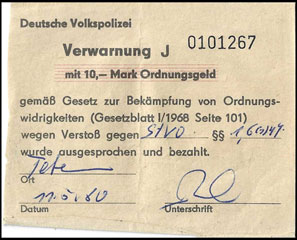 Deutsche Volkspolizei
Verwarnung J 0101267
mit 10,— Mark Ordnungsgeld
gemäß Gesetz zur Bekämpfung von Ordnungs-
widrigkeiten (Gesetzblatt I/1968 Seite 101)
wegen Verstoß gegen StVO §§
wurde ausgesprochen und bezahlt.
Ort
11.5.80
Datum Unterschrift